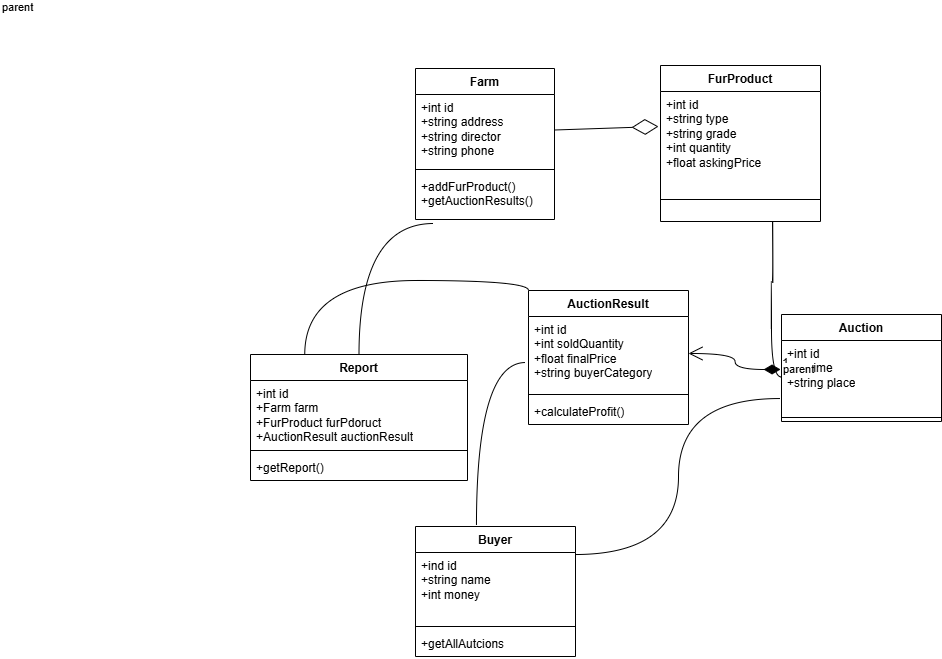 parent
Farm
+int id
+string address
+string director
+string phone
+addFurProduct()
+getAuctionResults()
FurProduct
+int id
+string type
+string grade
+int quantity
+float askingPrice
AuctionResult
+int id
+int soldQuantity
+float finalPrice
+string buyerCategory
+calculateProfit()
Auction
+int id
1
parent
+string place
Report
+int id
+Farm farm
+FurProduct furPdoruct
+AuctionResult auctionResult
+getReport()
Buyer
+ind id
+string name
+int money
+getAllAutcions